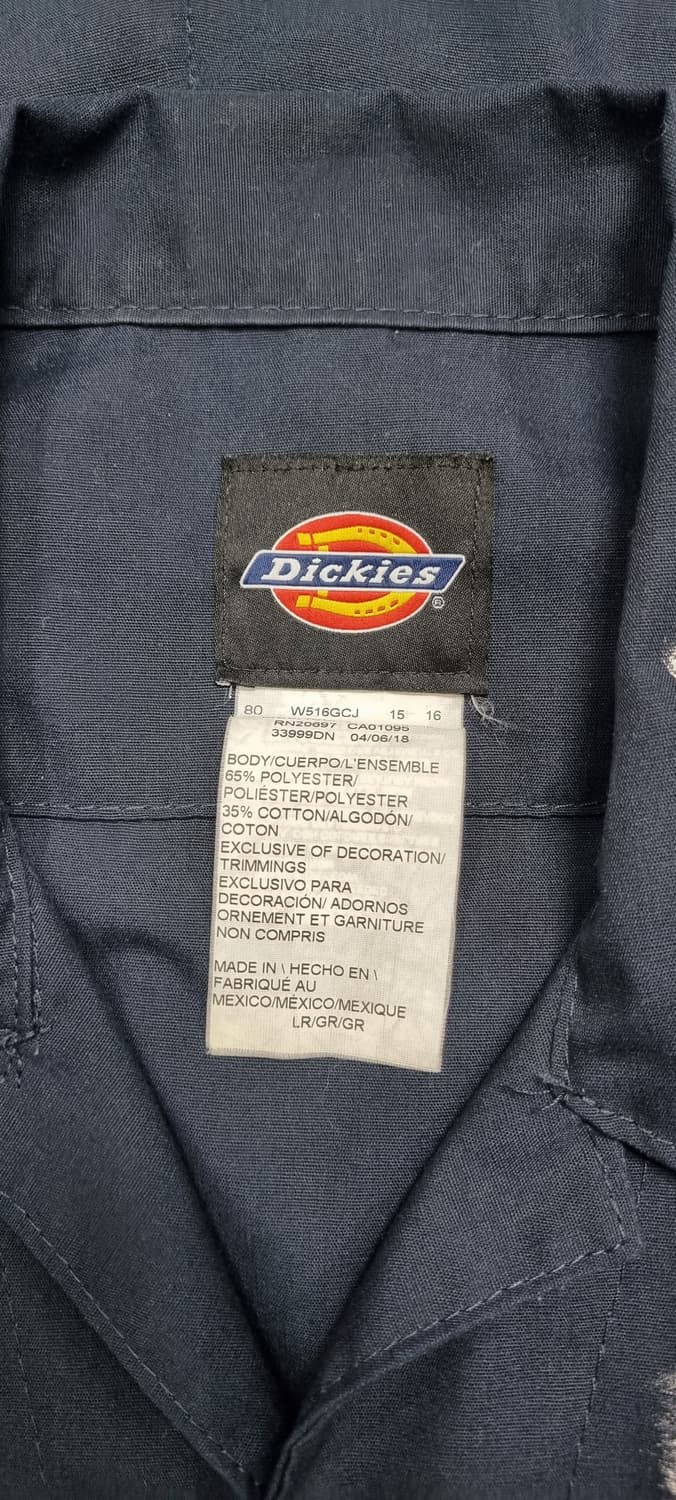 Dickies
®
80 W516GCJ 15 16
RN20697 CA01095
33999DN 04/06/18
BODY/CUERPO/L'ENSEMBLE
65% POLYESTER/
POLIÉSTER/POLYESTER
35% COTTON/ALGODÓN/
COTON
EXCLUSIVE OF DECORATION/
TRIMMINGS
EXCLUSIVO PARA
DECORACIÓN/ ADORNOS
ORNEMENT ET GARNITURE
NON COMPRIS
MADE IN \ HECHO EN \
FABRIQUÉ AU
MEXICO/MÉXICO/MEXIQUE
LR/GR/GR